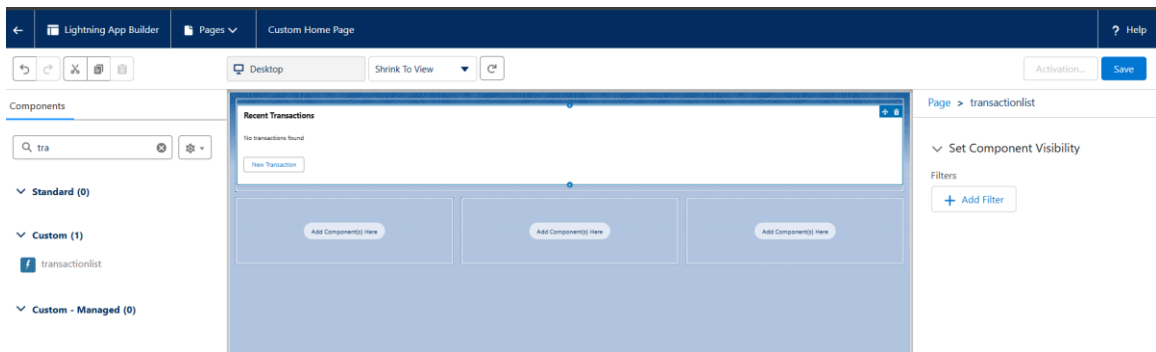 Lightning App Builder
Pages
Custom Home Page
? Help
Desktop
Shrink To View
Activation...
Save
Components
tra
Standard (0)
Custom (1)
transactionlist
Custom - Managed (0)
Recent Transactions
No transactions found
New Transaction
Add Component(s) Here
Add Component(s) Here
Add Component(s) Here
Page > transactionlist
Set Component Visibility
Filters
+ Add Filter